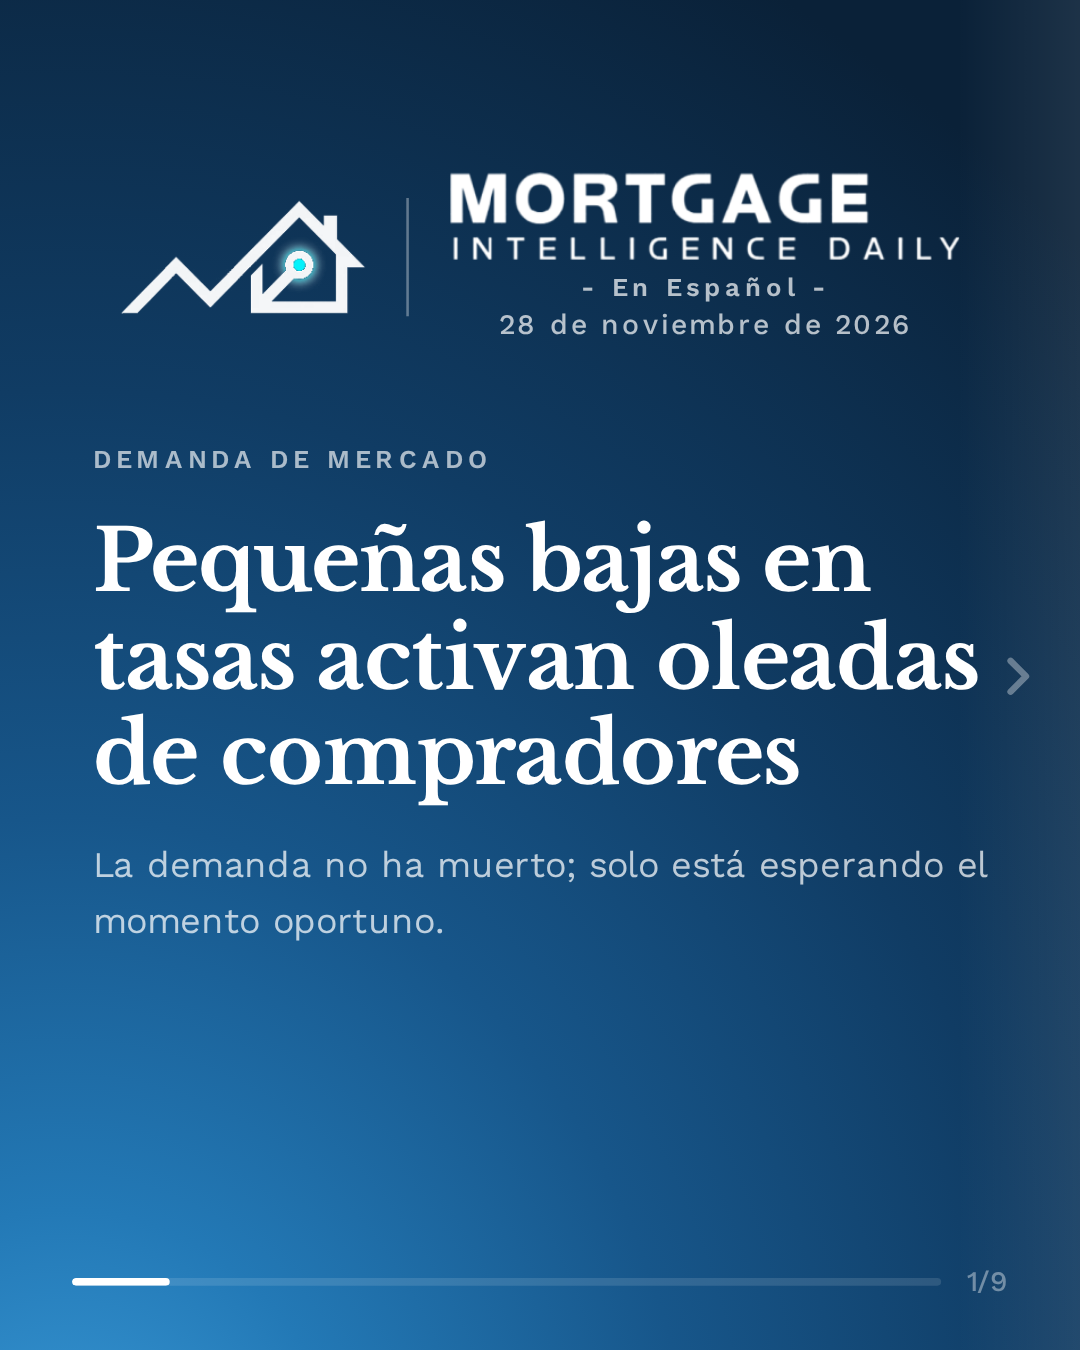 MORTGAGE
INTELLIGENCE DAILY
- En Español -
28 de noviembre de 2026
DEMANDA DE MERCADO
Pequeñas bajas en
tasas activan oleadas
de compradores
La demanda no ha muerto; solo está esperando el
momento oportuno.
1/9